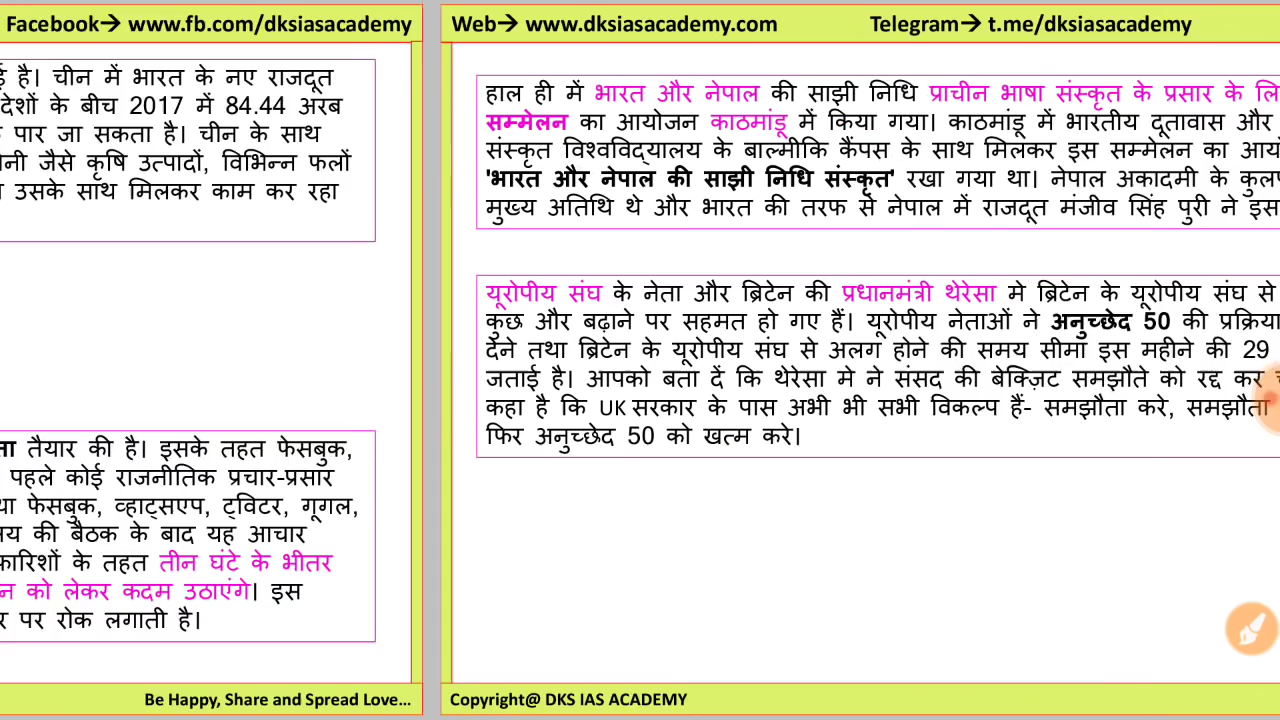 Facebook→ www.fb.com/dksiasacademy
है। चीन में भारत के नए राजदूत
देशों के बीच 2017 में 84.44 अरब
पार जा सकता है। चीन के साथ
जैसे कृषि उत्पादों, विभिन्न फलों
उसके साथ मिलकर काम कर रहा
तैयार की है। इसके तहत फेसबुक,
पहले कोई राजनीतिक प्रचार-प्रसार
फेसबुक, व्हाट्सएप, ट्विटर, गूगल,
की बैठक के बाद यह आचार
के तहत तीन घंटे के भीतर
को लेकर कदम उठाएंगे। इस
पर रोक लगाती है।
Be Happy, Share and Spread Love...
Web→ www.dksiasacademy.com Telegram→ t.me/dksiasacademy
हाल ही में भारत और नेपाल की साझी निधि प्राचीन भाषा संस्कृत के प्रसार के
सम्मेलन का आयोजन काठमांडू में किया गया। काठमांडू में भारतीय दूतावास और
संस्कृत विश्वविद्यालय के बाल्मीकि कैंपस के साथ मिलकर इस सम्मेलन का
'भारत और नेपाल की साझी निधि संस्कृत' रखा गया था। नेपाल अकादमी के
मुख्य अतिथि थे और भारत की तरफ से नेपाल में राजदूत मंजीव सिंह पुरी ने इस
यूरोपीय संघ के नेता और ब्रिटेन की प्रधानमंत्री थेरेसा मे ब्रिटेन के यूरोपीय संघ से
कुछ और बढ़ाने पर सहमत हो गए हैं। यूरोपीय नेताओं ने अनुच्छेद 50 की प्रक्रिया
देने तथा ब्रिटेन के यूरोपीय संघ से अलग होने की समय सीमा इस महीने की 29
जताई है। आपको बता दें कि थेरेसा मे ने संसद की बेक्ज़िट समझौते को रद्द कर
कहा है कि UK सरकार के पास अभी भी सभी विकल्प हैं- समझौता करे, समझौता
फिर अनुच्छेद 50 को खत्म करे।
Copyright@ DKS IAS ACADEMY